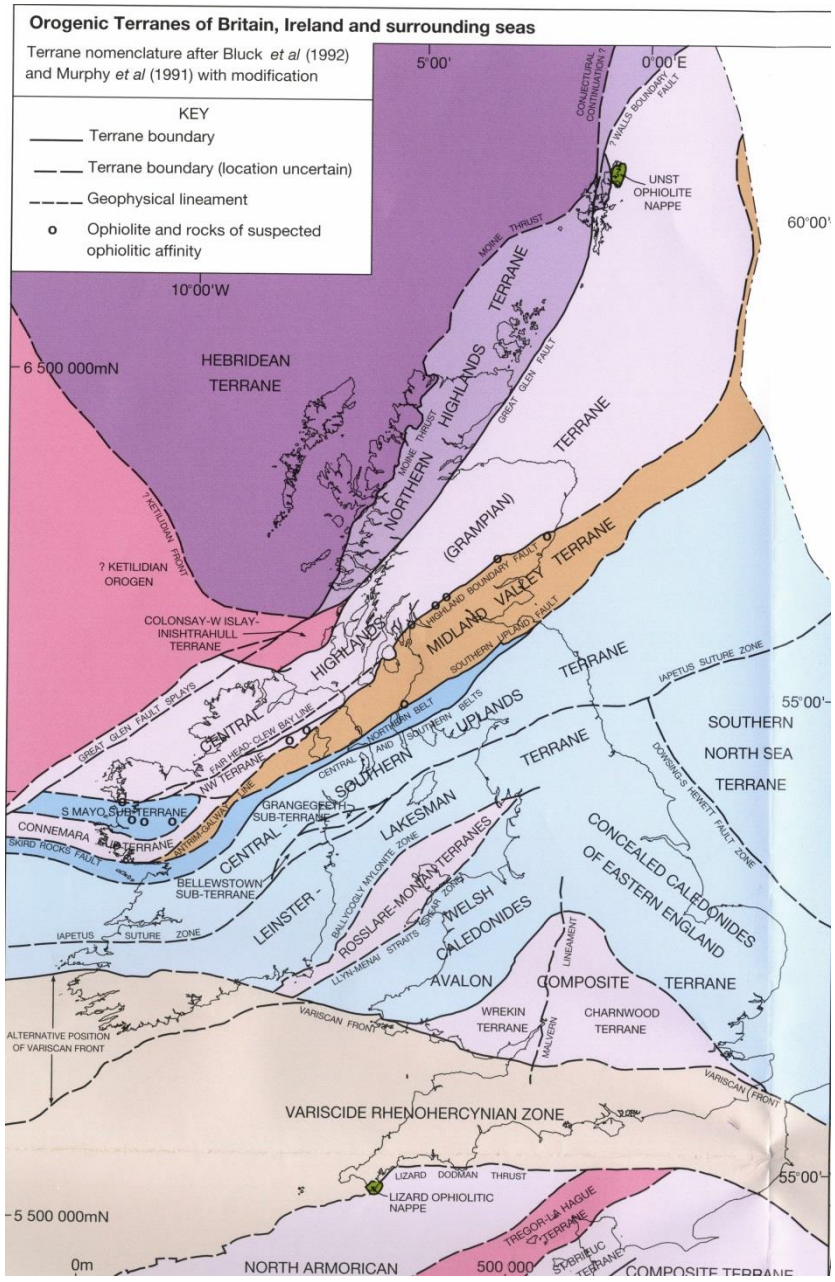 Orogenic Terranes of Britain, Ireland and surrounding seas
Terrane nomenclature after Bluck et al (1992)
and Murphy et al (1991) with modification
KEY
Terrane boundary
Terrane boundary (location uncertain)
Geophysical lineament
Ophiolite and rocks of suspected
ophiolitic affinity
5°00'
0°00'E
CONJECTURAL
CONTINUATION ?
? WALLS BOUNDARY
FAULT
UNST
OPHIOLITE
NAPPE
60°00'
10°00'W
MOINE THRUST
6 500 000mN
HEBRIDEAN
TERRANE
NORTHERN HIGHLANDS TERRANE
MOINE THRUST
GREAT GLEN FAULT
? KETILIDIAN FRONT
? KETILIDIAN
OROGEN
COLONSAY-W ISLAY-
INISHTRAHULL
TERRANE
CENTRAL HIGHLANDS (GRAMPIAN) TERRANE
HIGHLAND BOUNDARY FAULT
MIDLAND VALLEY TERRANE
SOUTHERN UPLAND FAULT
GREAT GLEN FAULT SPLAYS
FAIR HEAD-CLEW BAY LINE
NW TERRANE
NORTHERN BELT
CENTRAL AND SOUTHERN BELTS
SOUTHERN UPLANDS TERRANE
IAPETUS SUTURE ZONE
55°00'
SOUTHERN
NORTH SEA
TERRANE
DOWSING-S HEWETT FAULT ZONE
S MAYO SUB-TERRANE
CONNEMARA SUB-TERRANE
SKIRD ROCKS FAULT
ANTRIM-GALWAY LINE
GRANGEGEETH
SUB-TERRANE
CENTRAL
BELLEWSTOWN
SUB-TERRANE
LEINSTER - LAKESMAN TERRANE
IAPETUS SUTURE ZONE
BALLYCOGLY MYLONITE ZONE
ROSSLARE-MONIAN TERRANES
LLYN-MENAI STRAITS SHEAR ZONE
WELSH
CALEDONIDES
CONCEALED CALEDONIDES
OF EASTERN ENGLAND
AVALON COMPOSITE TERRANE
WREKIN
TERRANE
MALVERN LINEAMENT
CHARNWOOD
TERRANE
ALTERNATIVE POSITION
OF VARISCAN FRONT
VARISCAN FRONT
VARISCAN FRONT
VARISCIDE RHENOHERCYNIAN ZONE
LIZARD DODMAN THRUST
LIZARD OPHIOLITIC
NAPPE
55°00'
5 500 000mN
TREGOR-LA HAGUE
TERRANE
ST BRIEUC
TERRANE
0m
NORTH ARMORICAN
500 000
COMPOSITE TERRANE